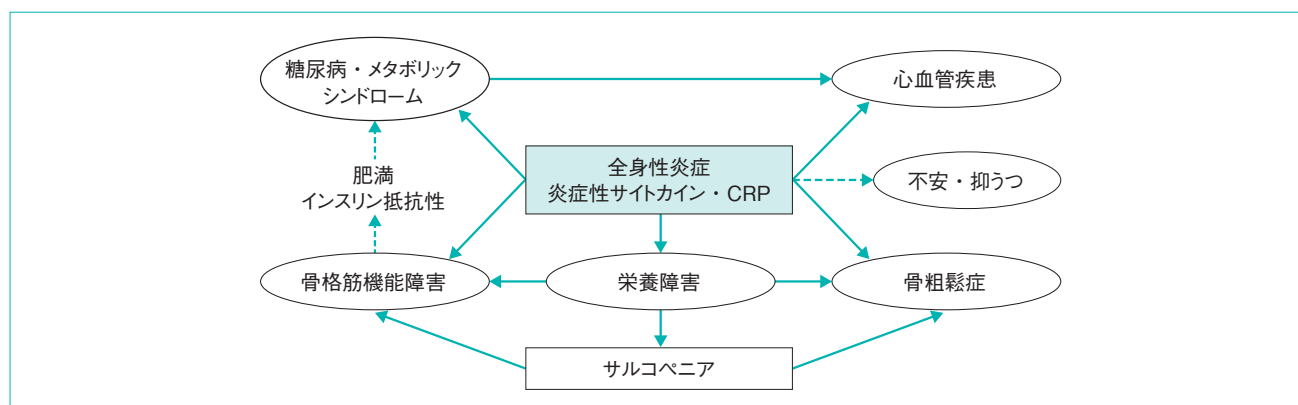 糖尿病・メタボリック
シンドローム
心血管疾患
全身性炎症
炎症性サイトカイン・CRP
不安・抑うつ
肥満
インスリン抵抗性
骨格筋機能障害
栄養障害
骨粗鬆症
サルコペニア